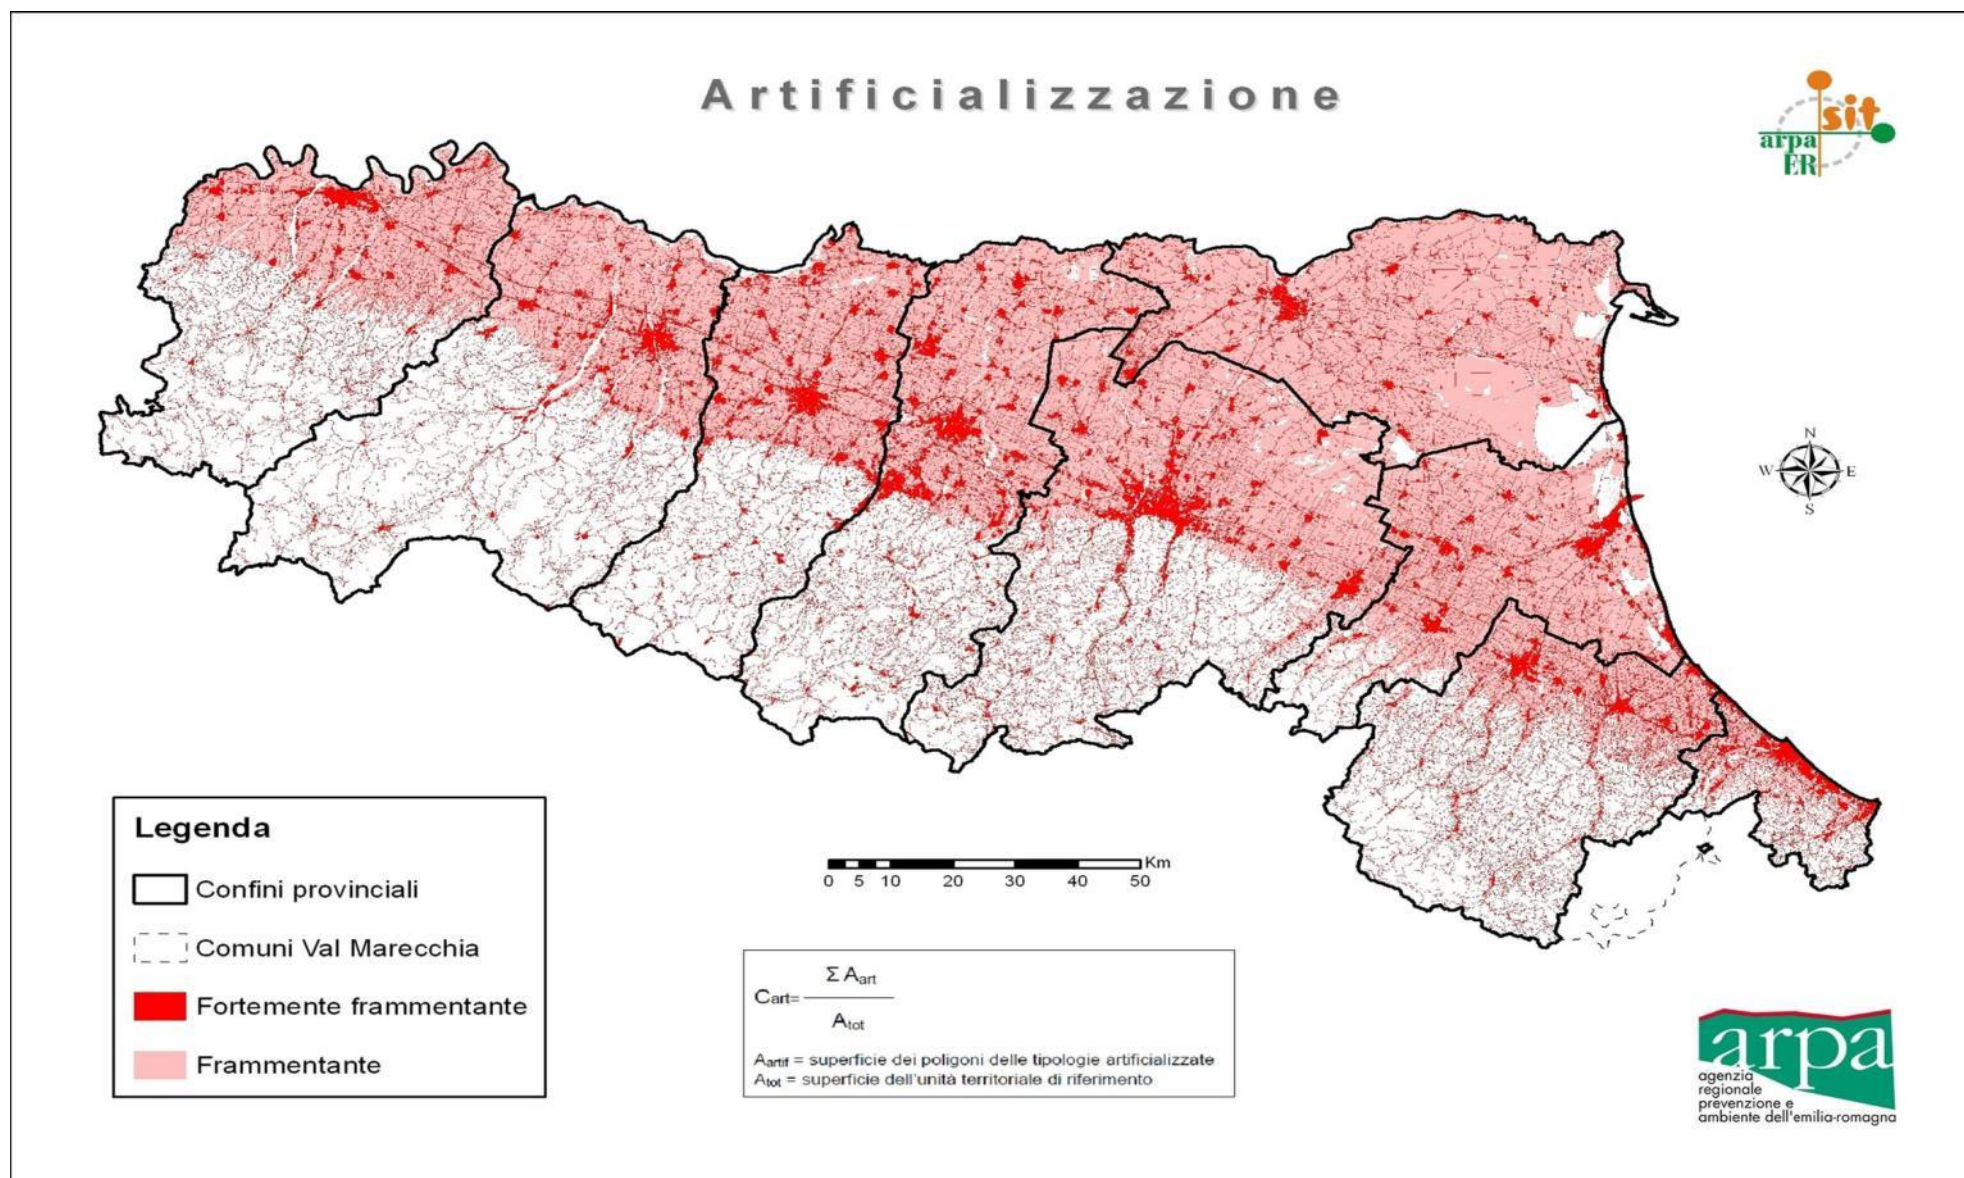 Artificializzazione
sit
arpa
ER
N
W E
S
Legenda
Confini provinciali
Comuni Val Marecchia
Fortemente frammentante
Frammentante
Km
0 5 10 20 30 40 50
Σ Aart
Cart=
Atot
Aartif = superficie dei poligoni delle tipologie artificializzate
Atot = superficie dell'unità territoriale di riferimento
arpa
agenzia
regionale
prevenzione e
ambiente dell'emilia-romagna